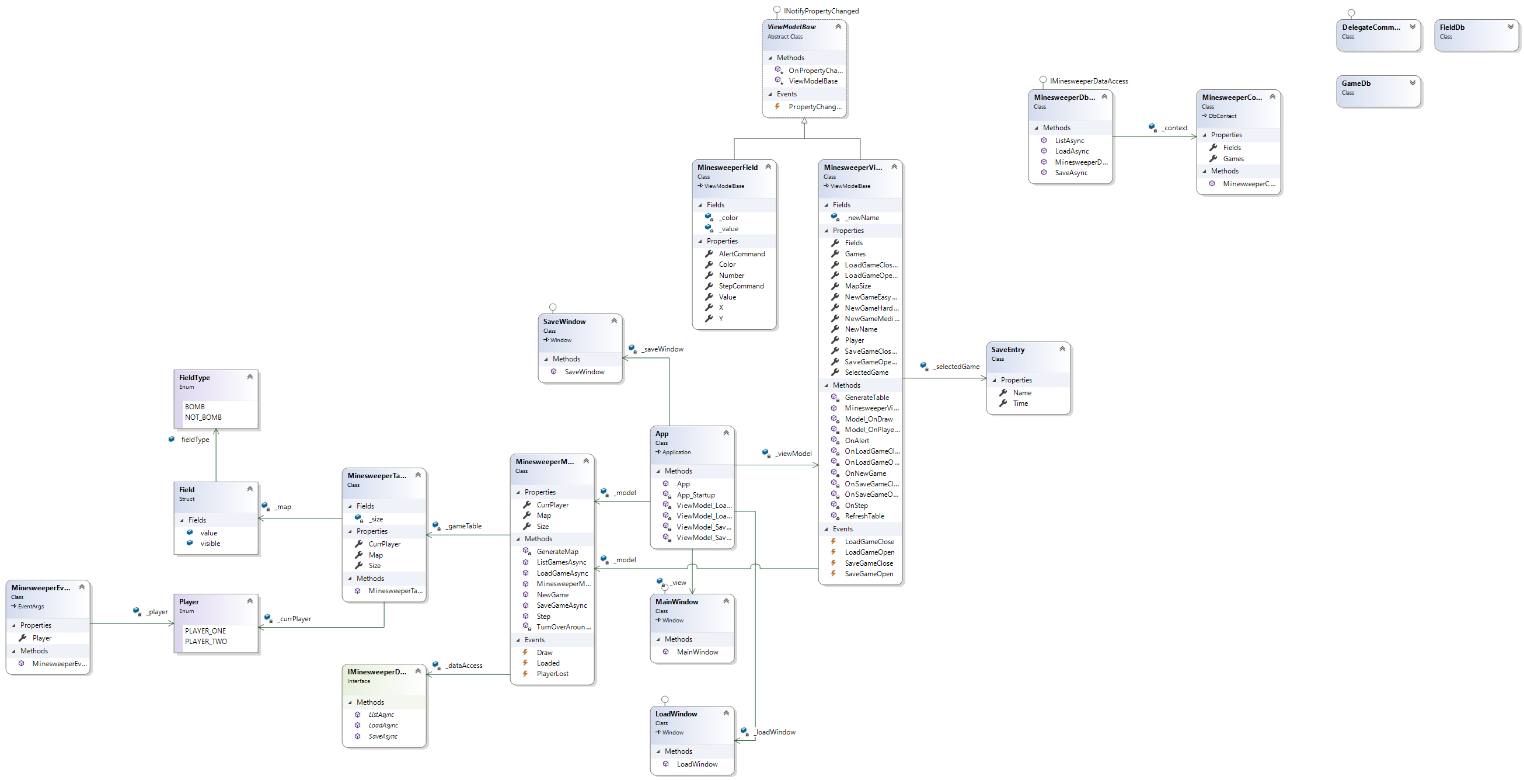 INotifyPropertyChanged
ViewModelBase
Abstract Class
Methods
OnPropertyCha...
ViewModelBase
Events
PropertyChang...
DelegateComm...
Class
FieldDb
Class
GameDb
Class
IMinesweeperDataAccess
MinesweeperDb...
Class
Methods
ListAsync
LoadAsync
MinesweeperD...
SaveAsync
_context
MinesweeperCo...
Class
DbContext
Properties
Fields
Games
Methods
MinesweeperC...
MinesweeperField
Class
ViewModelBase
Fields
_color
_value
Properties
AlertCommand
Color
Number
StepCommand
Value
X
Y
MinesweeperVi...
Class
ViewModelBase
Fields
_newName
Properties
Fields
Games
LoadGameClos...
LoadGameOpe...
MapSize
NewGameEasy...
NewGameHard...
NewGameMedi...
NewName
Player
SaveGameClos...
SaveGameOpe...
SelectedGame
Methods
GenerateTable
MinesweeperVi...
Model_OnDraw
Model_OnPlaye...
OnAlert
OnLoadGameCl...
OnLoadGameO...
OnNewGame
OnSaveGameCl...
OnSaveGameO...
OnStep
RefreshTable
Events
LoadGameClose
LoadGameOpen
SaveGameClose
SaveGameOpen
_selectedGame
SaveEntry
Class
Properties
Name
Time
SaveWindow
Class
Window
Methods
SaveWindow
_saveWindow
App
Class
Application
Methods
App
App_Startup
ViewModel_Loa...
ViewModel_Loa...
ViewModel_Sav...
ViewModel_Sav...
_viewModel
_model
_model
_view
MainWindow
Class
Window
Methods
MainWindow
LoadWindow
Class
Window
Methods
LoadWindow
_loadWindow
MinesweeperM...
Class
Properties
CurrPlayer
Map
Size
Methods
GenerateMap
ListGamesAsync
LoadGameAsync
MinesweeperM...
NewGame
SaveGameAsync
Step
TurnOverAroun...
Events
Draw
Loaded
PlayerLost
_gameTable
_dataAccess
MinesweeperTa...
Class
Fields
_size
Properties
CurrPlayer
Map
Size
Methods
MinesweeperTa...
IMinesweeperD...
Interface
Methods
ListAsync
LoadAsync
SaveAsync
_map
_currPlayer
FieldType
Enum
BOMB
NOT_BOMB
fieldType
Field
Struct
Fields
value
visible
Player
Enum
PLAYER_ONE
PLAYER_TWO
_player
MinesweeperEv...
Class
EventArgs
Properties
Player
Methods
MinesweeperEv...